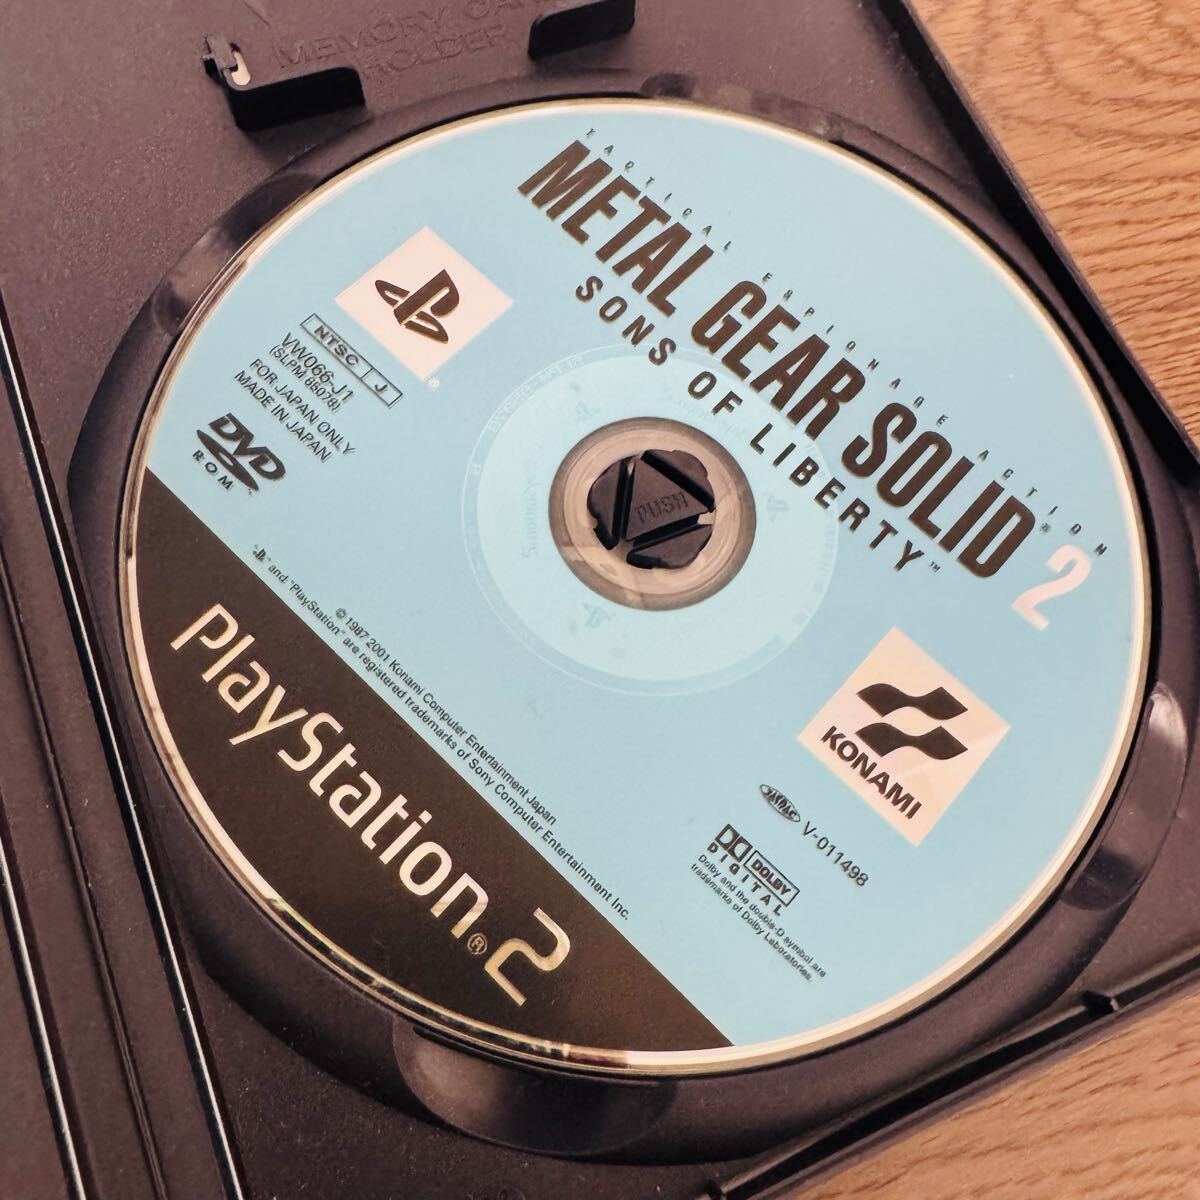 MEMORY CARD
HOLDER
TACTICAL ESPIONAGE ACTION
METAL GEAR SOLID® 2
SONS OF LIBERTY™
NTSC J
VW066-J1
(SLPM 65078)
FOR JAPAN ONLY
MADE IN JAPAN
DVD
ROM
PUSH
KONAMI
V-011498
DOLBY
DIGITAL
Dolby and the double-D symbol are
trademarks of Dolby Laboratories.
© 1987 2001 Konami Computer Entertainment Japan
" " and "PlayStation" are registered trademarks of Sony Computer Entertainment Inc.
PlayStation®2